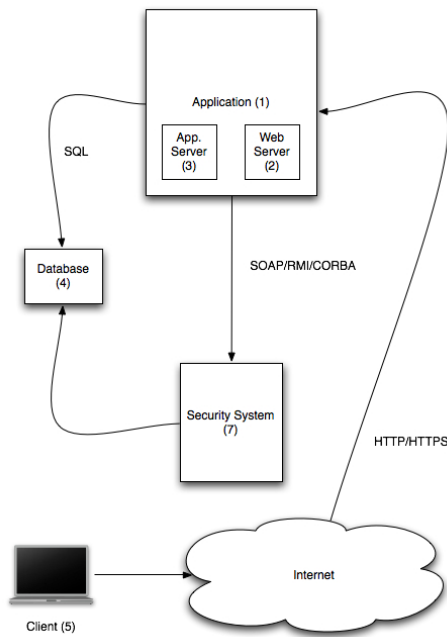 Application (1)
App.
Server
(3)
Web
Server
(2)
SQL
Database
(4)
SOAP/RMI/CORBA
Security System
(7)
HTTP/HTTPS
Internet
Client (5)